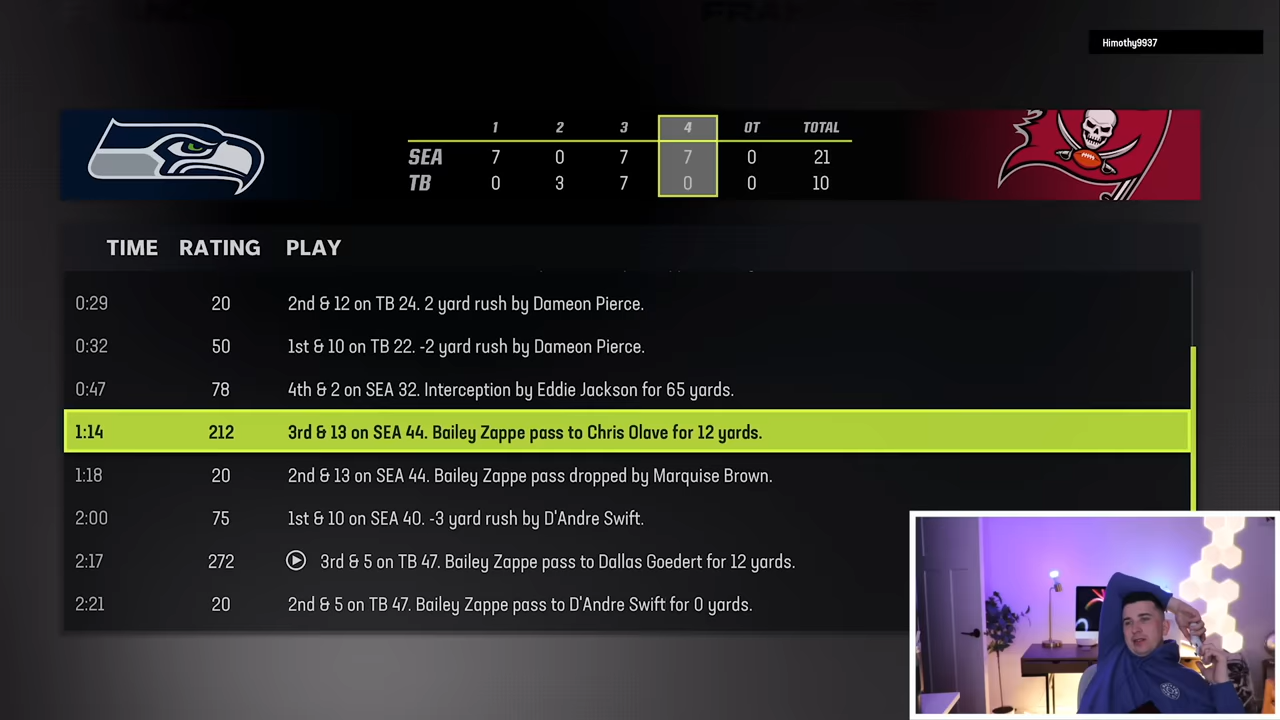 Himothy9937
1 2 3 4 OT TOTAL
SEA 7 0 7 7 0 21
TB 0 3 7 0 0 10
TIME RATING PLAY
0:29 20 2nd & 12 on TB 24. 2 yard rush by Dameon Pierce.
0:32 50 1st & 10 on TB 22. -2 yard rush by Dameon Pierce.
0:47 78 4th & 2 on SEA 32. Interception by Eddie Jackson for 65 yards.
1:14 212 3rd & 13 on SEA 44. Bailey Zappe pass to Chris Olave for 12 yards.
1:18 20 2nd & 13 on SEA 44. Bailey Zappe pass dropped by Marquise Brown.
2:00 75 1st & 10 on SEA 40. -3 yard rush by D'Andre Swift.
2:17 272 3rd & 5 on TB 47. Bailey Zappe pass to Dallas Goedert for 12 yards.
2:21 20 2nd & 5 on TB 47. Bailey Zappe pass to D'Andre Swift for 0 yards.